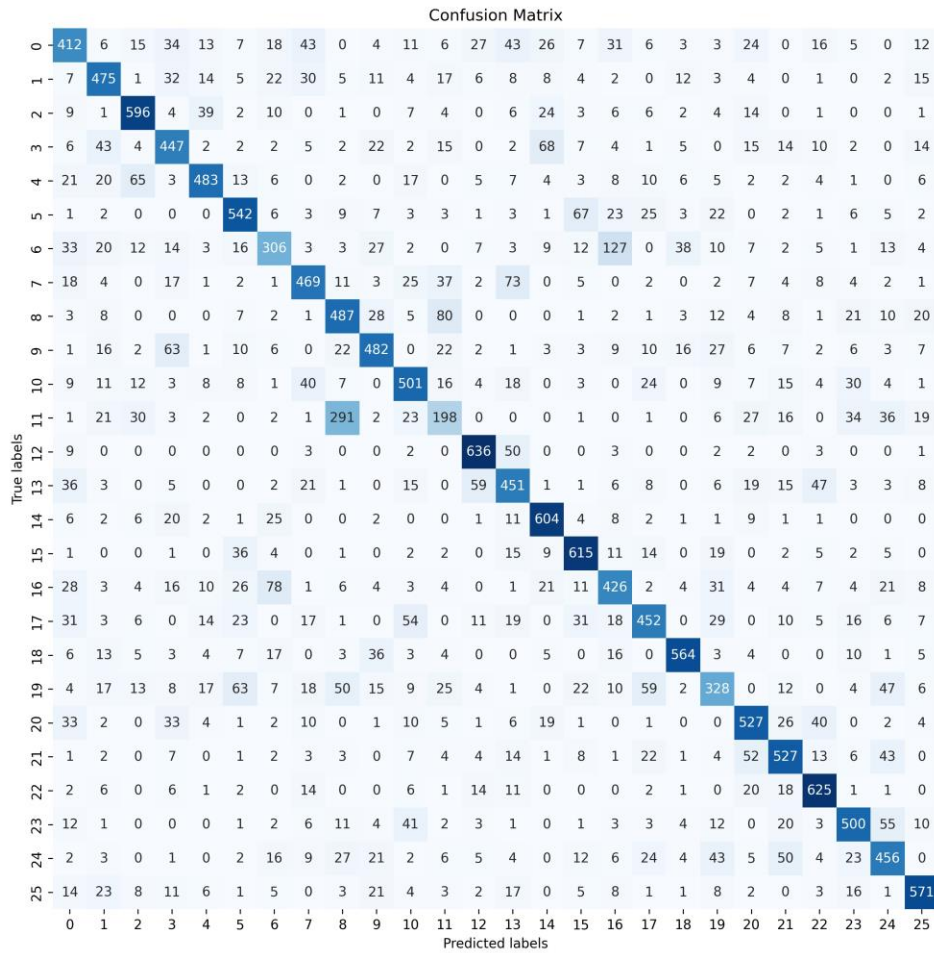 Confusion Matrix
0 412 6 15 34 13 7 18 43 0 4 11 6 27 43 26 7 31 6 3 3 24 0 16 5 0 12
1 7 475 1 32 14 5 22 30 5 11 4 17 6 8 8 4 2 0 12 3 4 0 1 0 2 15
2 9 1 596 4 39 2 10 0 1 0 7 4 0 6 24 3 6 6 2 4 14 0 1 0 0 1
3 6 43 4 447 2 2 2 5 2 22 2 15 0 2 68 7 4 1 5 0 15 14 10 2 0 14
4 21 20 65 3 483 13 6 0 2 0 17 0 5 7 4 3 8 10 6 5 2 2 4 1 0 6
5 1 2 0 0 0 542 6 3 9 7 3 3 1 3 1 67 23 25 3 22 0 2 1 6 5 2
6 33 20 12 14 3 16 306 3 3 27 2 0 7 3 9 12 127 0 38 10 7 2 5 1 13 4
7 18 4 0 17 1 2 1 469 11 3 25 37 2 73 0 5 0 2 0 2 7 4 8 4 2 1
8 3 8 0 0 0 7 2 1 487 28 5 80 0 0 0 1 2 1 3 12 4 8 1 21 10 20
9 1 16 2 63 1 10 6 0 22 482 0 22 2 1 3 3 9 10 16 27 6 7 2 6 3 7
10 9 11 12 3 8 8 1 40 7 0 501 16 4 18 0 3 0 24 0 9 7 15 4 30 4 1
11 1 21 30 3 2 0 2 1 291 2 23 198 0 0 0 1 0 1 0 6 27 16 0 34 36 19
12 9 0 0 0 0 0 0 3 0 0 2 0 636 50 0 0 3 0 0 2 2 0 3 0 0 1
13 36 3 0 5 0 0 2 21 1 0 15 0 59 451 1 1 6 8 0 6 19 15 47 3 3 8
14 6 2 6 20 2 1 25 0 0 2 0 0 1 11 604 4 8 2 1 1 9 1 1 0 0 0
15 1 0 0 1 0 36 4 0 1 0 2 2 0 15 9 615 11 14 0 19 0 2 5 2 5 0
16 28 3 4 16 10 26 78 1 6 4 3 4 0 1 21 11 426 2 4 31 4 4 7 4 21 8
17 31 3 6 0 14 23 0 17 1 0 54 0 11 19 0 31 18 452 0 29 0 10 5 16 6 7
18 6 13 5 3 4 7 17 0 3 36 3 4 0 0 5 0 16 0 564 3 4 0 0 10 1 5
19 4 17 13 8 17 63 7 18 50 15 9 25 4 1 0 22 10 59 2 328 0 12 0 4 47 6
20 33 2 0 33 4 1 2 10 0 1 10 5 1 6 19 1 0 1 0 0 527 26 40 0 2 4
21 1 2 0 7 0 1 2 3 3 0 7 4 4 14 1 8 1 22 1 4 52 527 13 6 43 0
22 2 6 0 6 1 2 0 14 0 0 6 1 14 11 0 0 0 2 1 0 20 18 625 1 1 0
23 12 1 0 0 0 1 2 6 11 4 41 2 3 1 0 1 3 3 4 12 0 20 3 500 55 10
24 2 3 0 1 0 2 16 9 27 21 2 6 5 4 0 12 6 24 4 43 5 50 4 23 456 0
25 14 23 8 11 6 1 5 0 3 21 4 3 2 17 0 5 8 1 1 8 2 0 3 16 1 571
True labels
0 1 2 3 4 5 6 7 8 9 10 11 12 13 14 15 16 17 18 19 20 21 22 23 24 25
Predicted labels